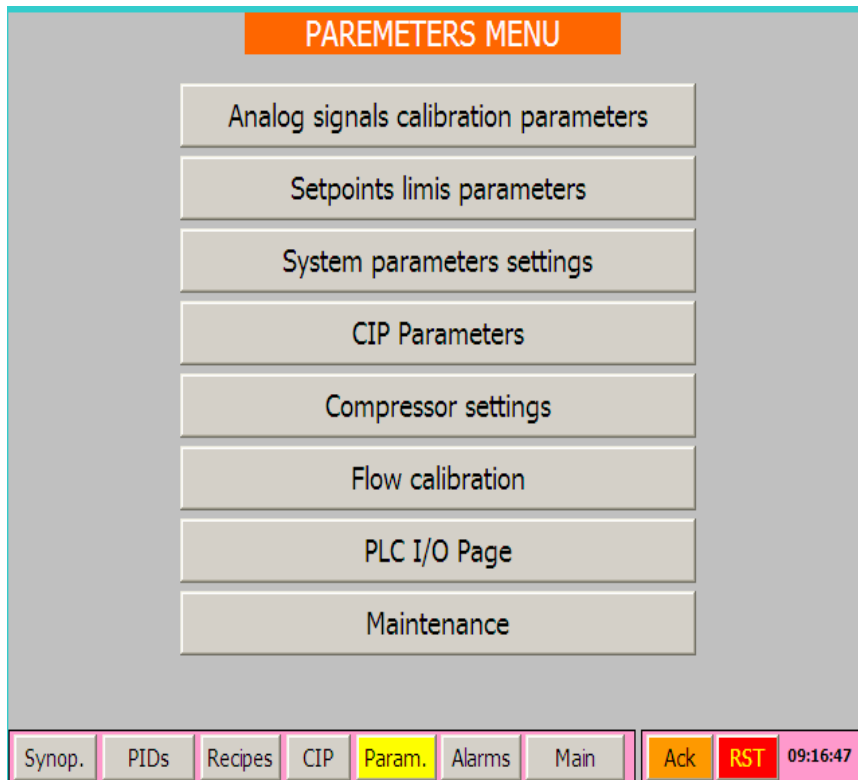 PAREMETERS MENU
Analog signals calibration parameters
Setpoints limis parameters
System parameters settings
CIP Parameters
Compressor settings
Flow calibration
PLC I/O Page
Maintenance
Synop. PIDs Recipes CIP Param. Alarms Main Ack RST 09:16:47